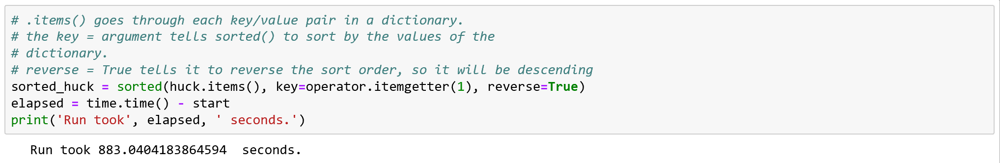 # .items() goes through each key/value pair in a dictionary.
# the key = argument tells sorted() to sort by the values of the
# dictionary.
# reverse = True tells it to reverse the sort order, so it will be descending
sorted_huck = sorted(huck.items(), key=operator.itemgetter(1), reverse=True)
elapsed = time.time() - start
print('Run took', elapsed, ' seconds.')
Run took 883.0404183864594  seconds.